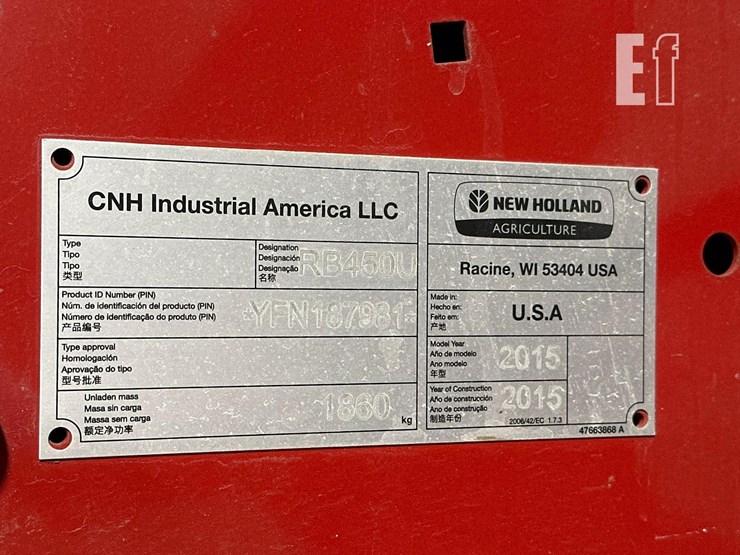 Ef
CNH Industrial America LLC
Type
Tipo
Tipo
类型
Designation
Designación
Designação
名称
RB450U
Product ID Number (PIN)
Núm. de identificación del producto (PIN)
Número de identificação do produto (PIN)
产品编号
*YFN187981*
Type approval
Homologación
Aprovação do tipo
型号批准
Unladen mass
Masa sin carga
Massa sem carga
额定净功率
1860
kg
NEW HOLLAND
AGRICULTURE
Racine, WI 53404 USA
Made in:
Hecho en:
Feito em:
产地
U.S.A
Model Year
Año de modelo
Ano modelo
年型
2015
Year of Construction
Año de construcción
Ano de construção
制造年份
2015
2006/42/EC 1.7.3
47663868 A